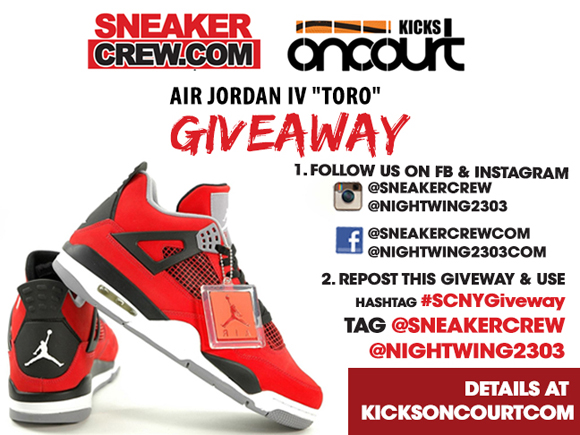 SNEAKER
CREW.COM
KICKS
oncourt
AIR JORDAN IV "TORO"
GIVEAWAY
1. FOLLOW US ON FB & INSTAGRAM
@SNEAKERCREW
@NIGHTWING2303
@SNEAKERCREWCOM
@NIGHTWING2303COM
2. REPOST THIS GIVEWAY & USE
HASHTAG #SCNYGiveway
TAG @SNEAKERCREW
@NIGHTWING2303
DETAILS AT
KICKSONCOURTCOM